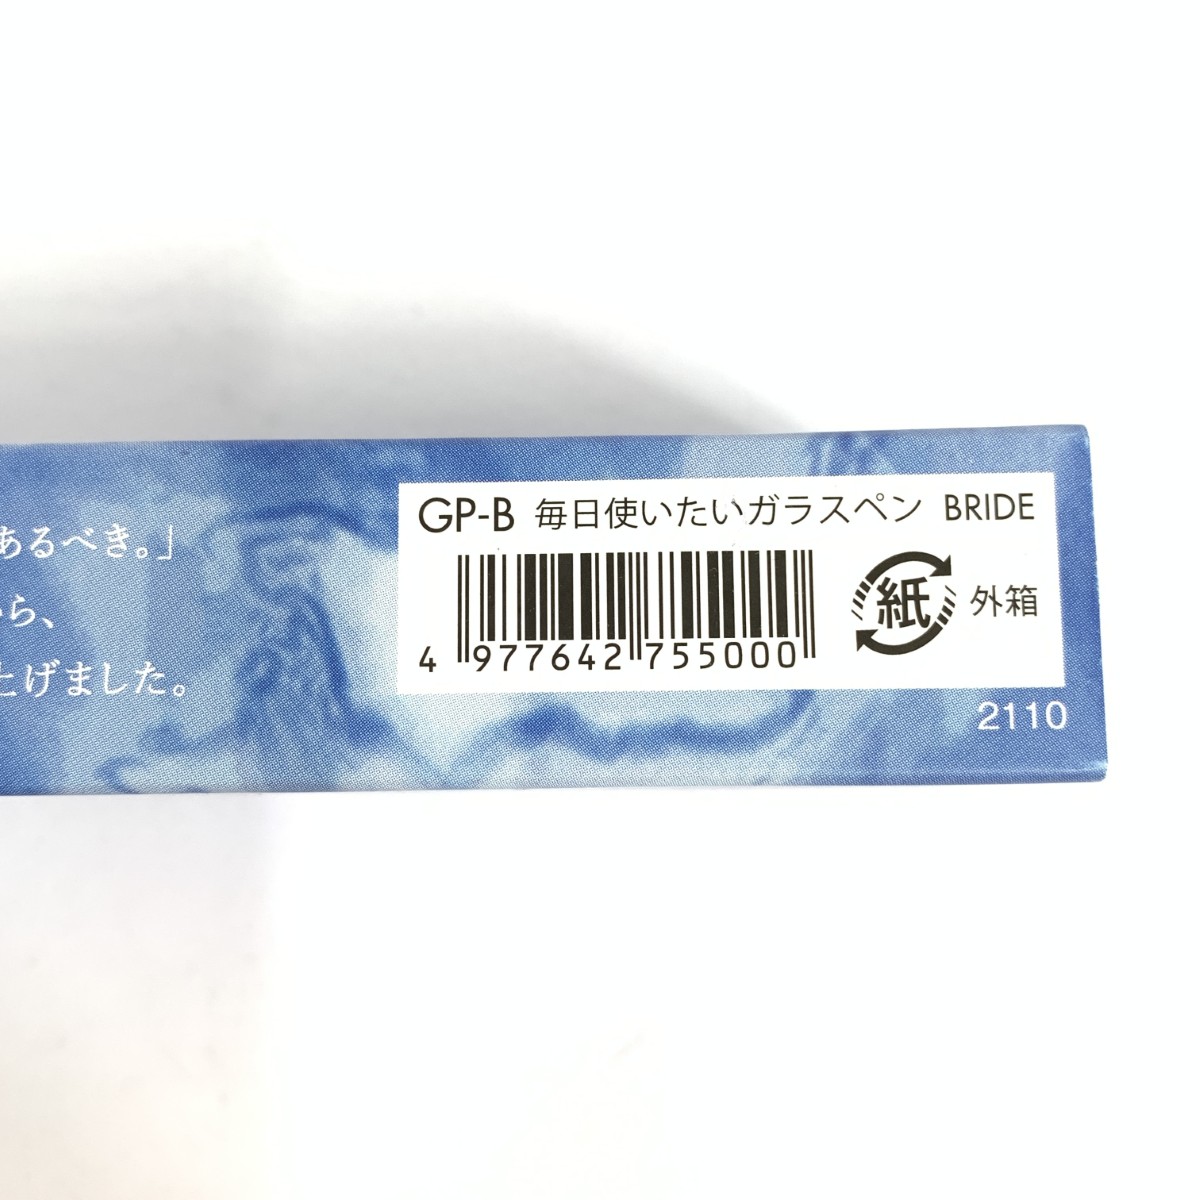 あるべき。」
ら、
上げました。
GP-B 毎日使いたいガラスペン BRIDE
4 977642 755000
紙 外箱
2110